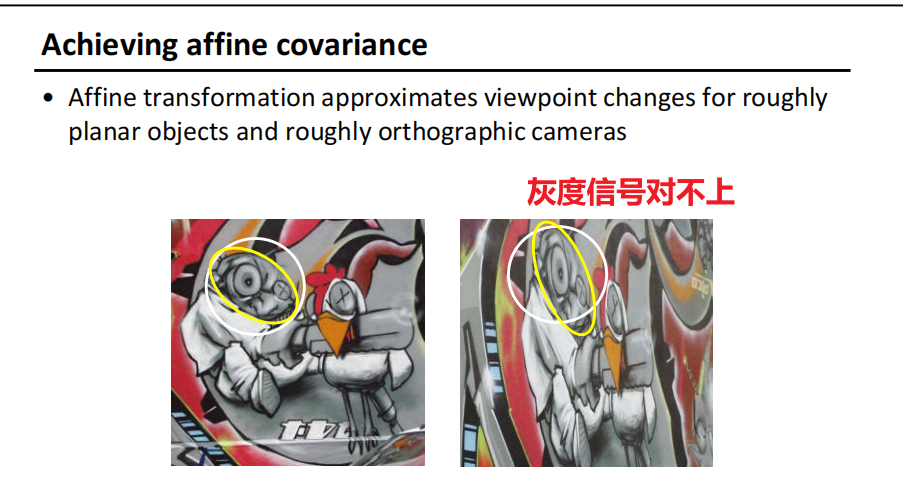 Achieving affine covariance
• Affine transformation approximates viewpoint changes for roughly
planar objects and roughly orthographic cameras
灰度信号对不上